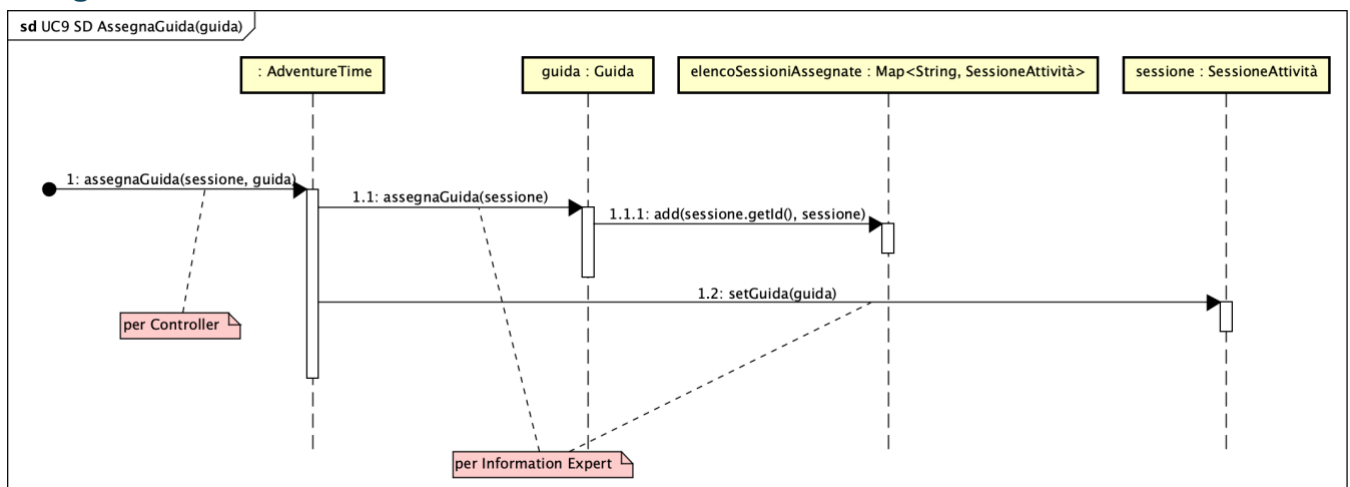 sd UC9 SD AssegnaGuida(guida)
: AdventureTime
guida : Guida
elencoSessioniAssegnate : Map<String, SessioneAttività>
sessione : SessioneAttività
1: assegnaGuida(sessione, guida)
1.1: assegnaGuida(sessione)
1.1.1: add(sessione.getId(), sessione)
1.2: setGuida(guida)
per Controller
per Information Expert